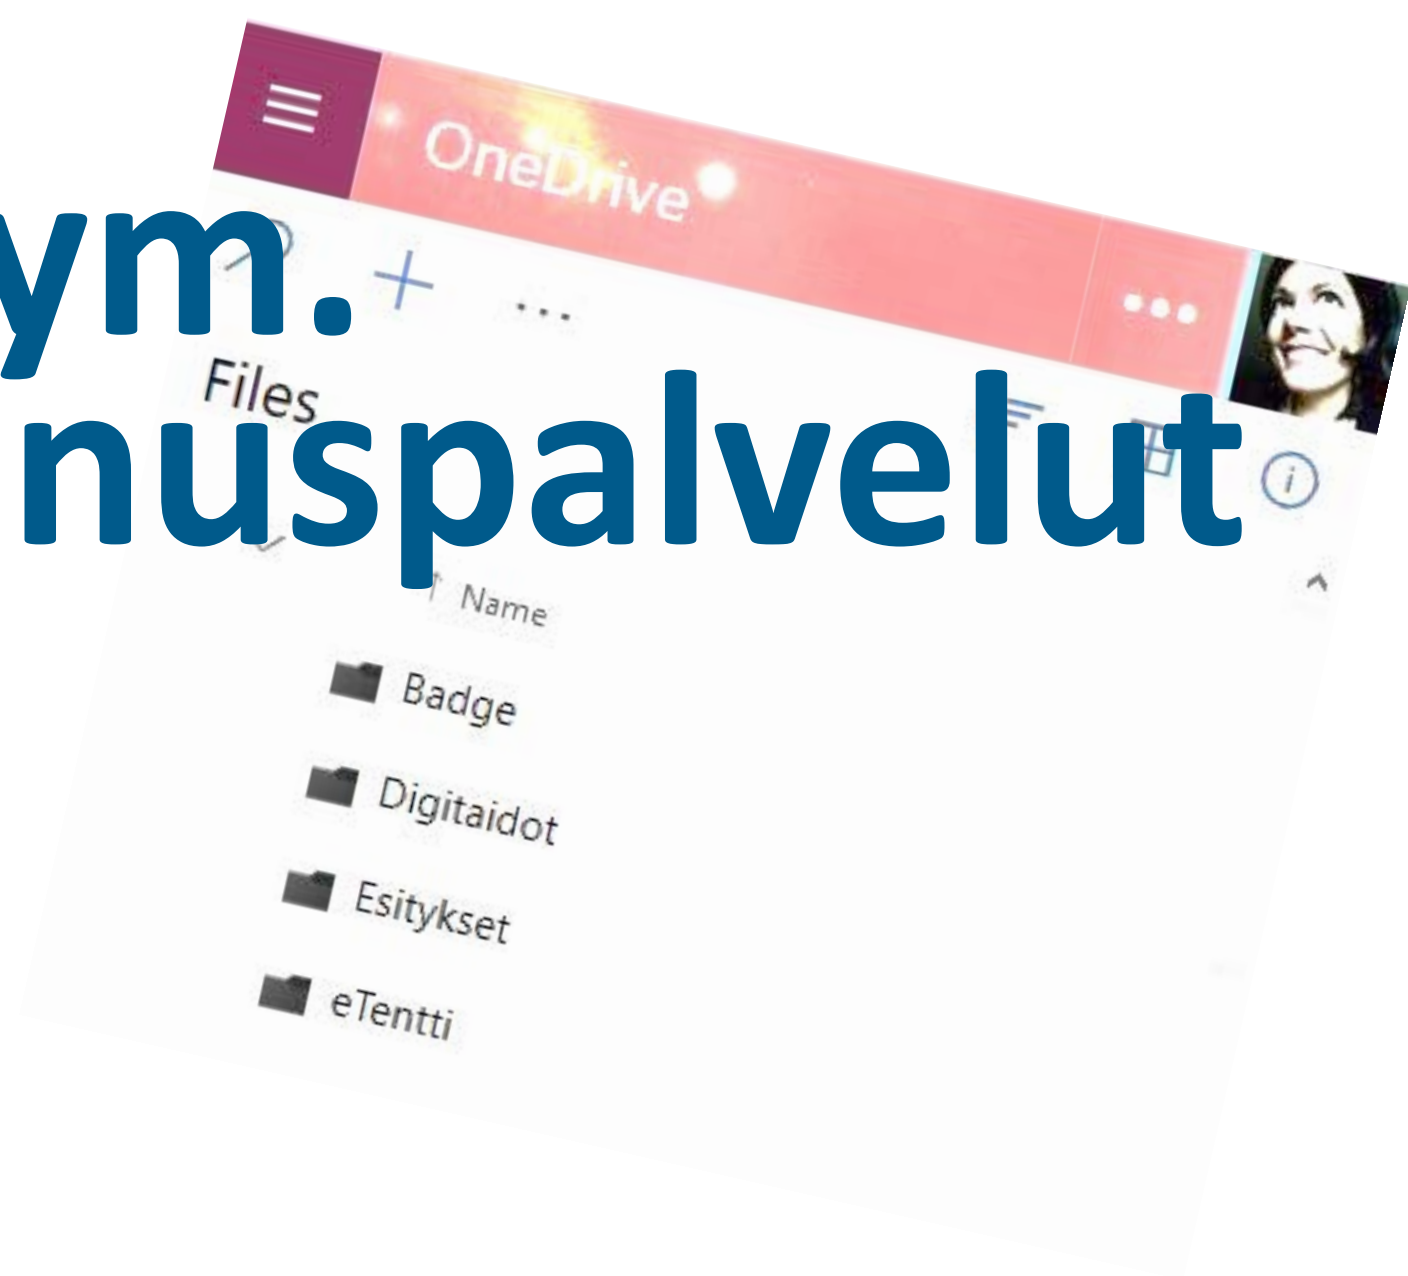 OneDrive
ym.
Files
nuspalvelut
Name
Badge
Digitaidot
Esitykset
eTentti